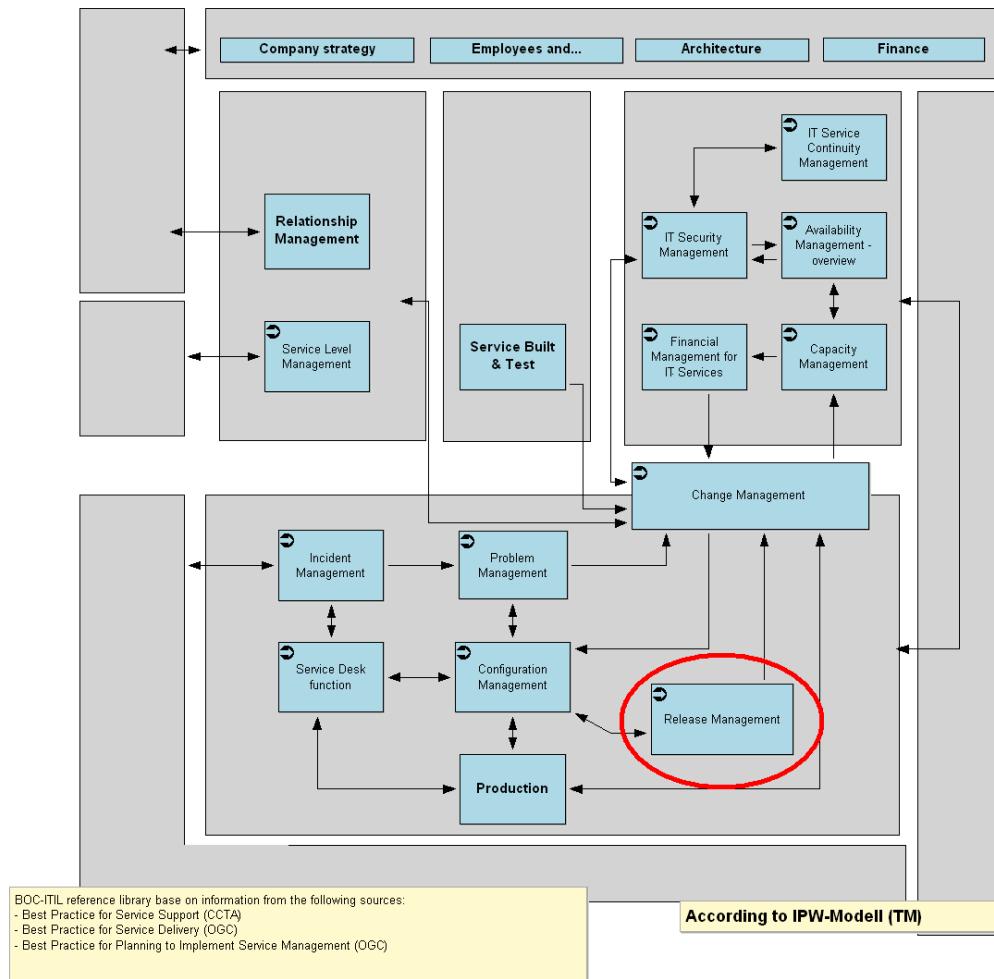 Company strategy
Employees and...
Architecture
Finance
IT Service
Continuity
Management
Relationship
Management
IT Security
Management
Availability
Management -
overview
Service Level
Management
Service Built
& Test
Financial
Management for
IT Services
Capacity
Management
Change Management
Incident
Management
Problem
Management
Service Desk
function
Configuration
Management
Release Management
Production
BOC-ITIL reference library base on information from the following sources:
- Best Practice for Service Support (CCTA)
- Best Practice for Service Delivery (OGC)
- Best Practice for Planning to Implement Service Management (OGC)
According to IPW-Modell (TM)